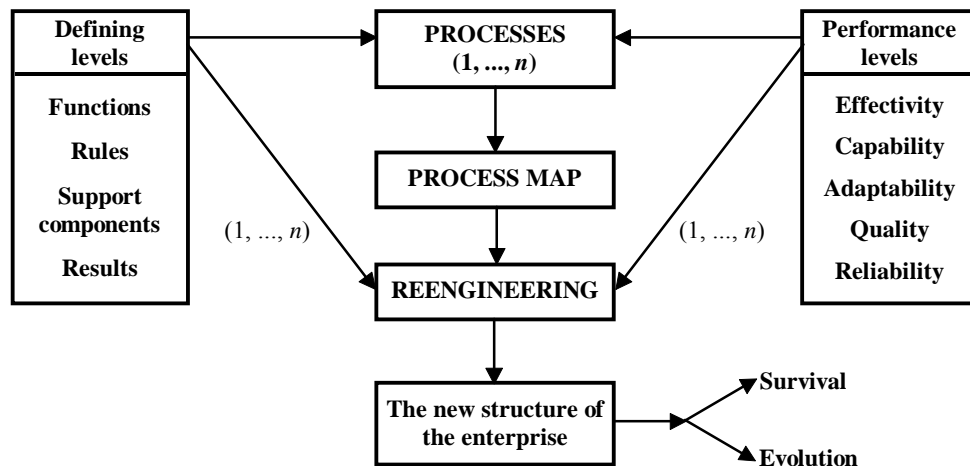 Defining
levels
Functions
Rules
Support
components
Results
PROCESSES
(1, ..., n)
PROCESS MAP
(1, ..., n)
(1, ..., n)
REENGINEERING
The new structure of
the enterprise
Survival
Evolution
Performance
levels
Effectivity
Capability
Adaptability
Quality
Reliability